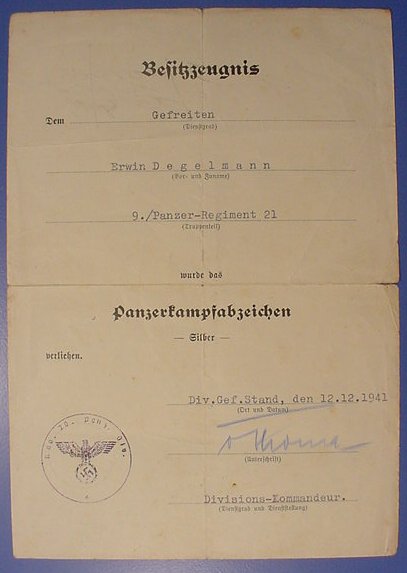 Besitzzeugnis
Dem Gefreiten
(Dienstgrad)
Erwin Degelmann
(Vor- und Zuname)
9./Panzer-Regiment 21
(Truppenteil)
wurde das
Panzerkampfabzeichen
— Silber —
verliehen.
Div.Gef.Stand, den 12.12.1941
(Ort und Datum)
(Unterschrift)
Divisions-Kommandeur.
(Dienstgrad und Dienststellung)